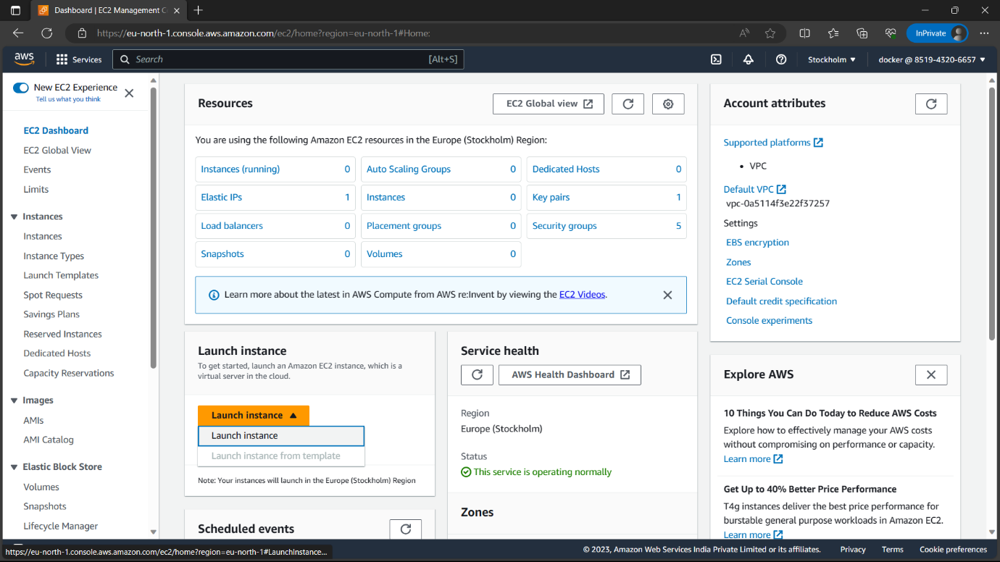 Dashboard | EC2 Management C
https://eu-north-1.console.aws.amazon.com/ec2/home?region=eu-north-1#Home:
InPrivate
aws
Services
Search
[Alt+S]
Stockholm
docker @ 8519-4320-6657
New EC2 Experience
Tell us what you think
EC2 Dashboard
EC2 Global View
Events
Limits
Instances
Instances
Instance Types
Launch Templates
Spot Requests
Savings Plans
Reserved Instances
Dedicated Hosts
Capacity Reservations
Images
AMIs
AMI Catalog
Elastic Block Store
Volumes
Snapshots
Lifecycle Manager
Resources
EC2 Global view
You are using the following Amazon EC2 resources in the Europe (Stockholm) Region:
Instances (running) 0
Auto Scaling Groups 0
Dedicated Hosts 0
Elastic IPs 1
Instances 0
Key pairs 1
Load balancers 0
Placement groups 0
Security groups 5
Snapshots 0
Volumes 0
Learn more about the latest in AWS Compute from AWS re:Invent by viewing the EC2 Videos.
Launch instance
To get started, launch an Amazon EC2 instance, which is a
virtual server in the cloud.
Launch instance
Launch instance
Launch instance from template
Note: Your instances will launch in the Europe (Stockholm) Region
Scheduled events
Service health
AWS Health Dashboard
Region
Europe (Stockholm)
Status
This service is operating normally
Zones
Account attributes
Supported platforms
• VPC
Default VPC
vpc-0a5114f3e22f37257
Settings
EBS encryption
Zones
EC2 Serial Console
Default credit specification
Console experiments
Explore AWS
10 Things You Can Do Today to Reduce AWS Costs
Explore how to effectively manage your AWS costs
without compromising on performance or capacity.
Learn more
Get Up to 40% Better Price Performance
T4g instances deliver the best price performance for
burstable general purpose workloads in Amazon EC2.
Learn more
https://eu-north-1.console.aws.amazon.com/ec2/home?region=eu-north-1#LaunchInstance...
© 2023, Amazon Web Services India Private Limited or its affiliates.
Privacy
Terms
Cookie preferences